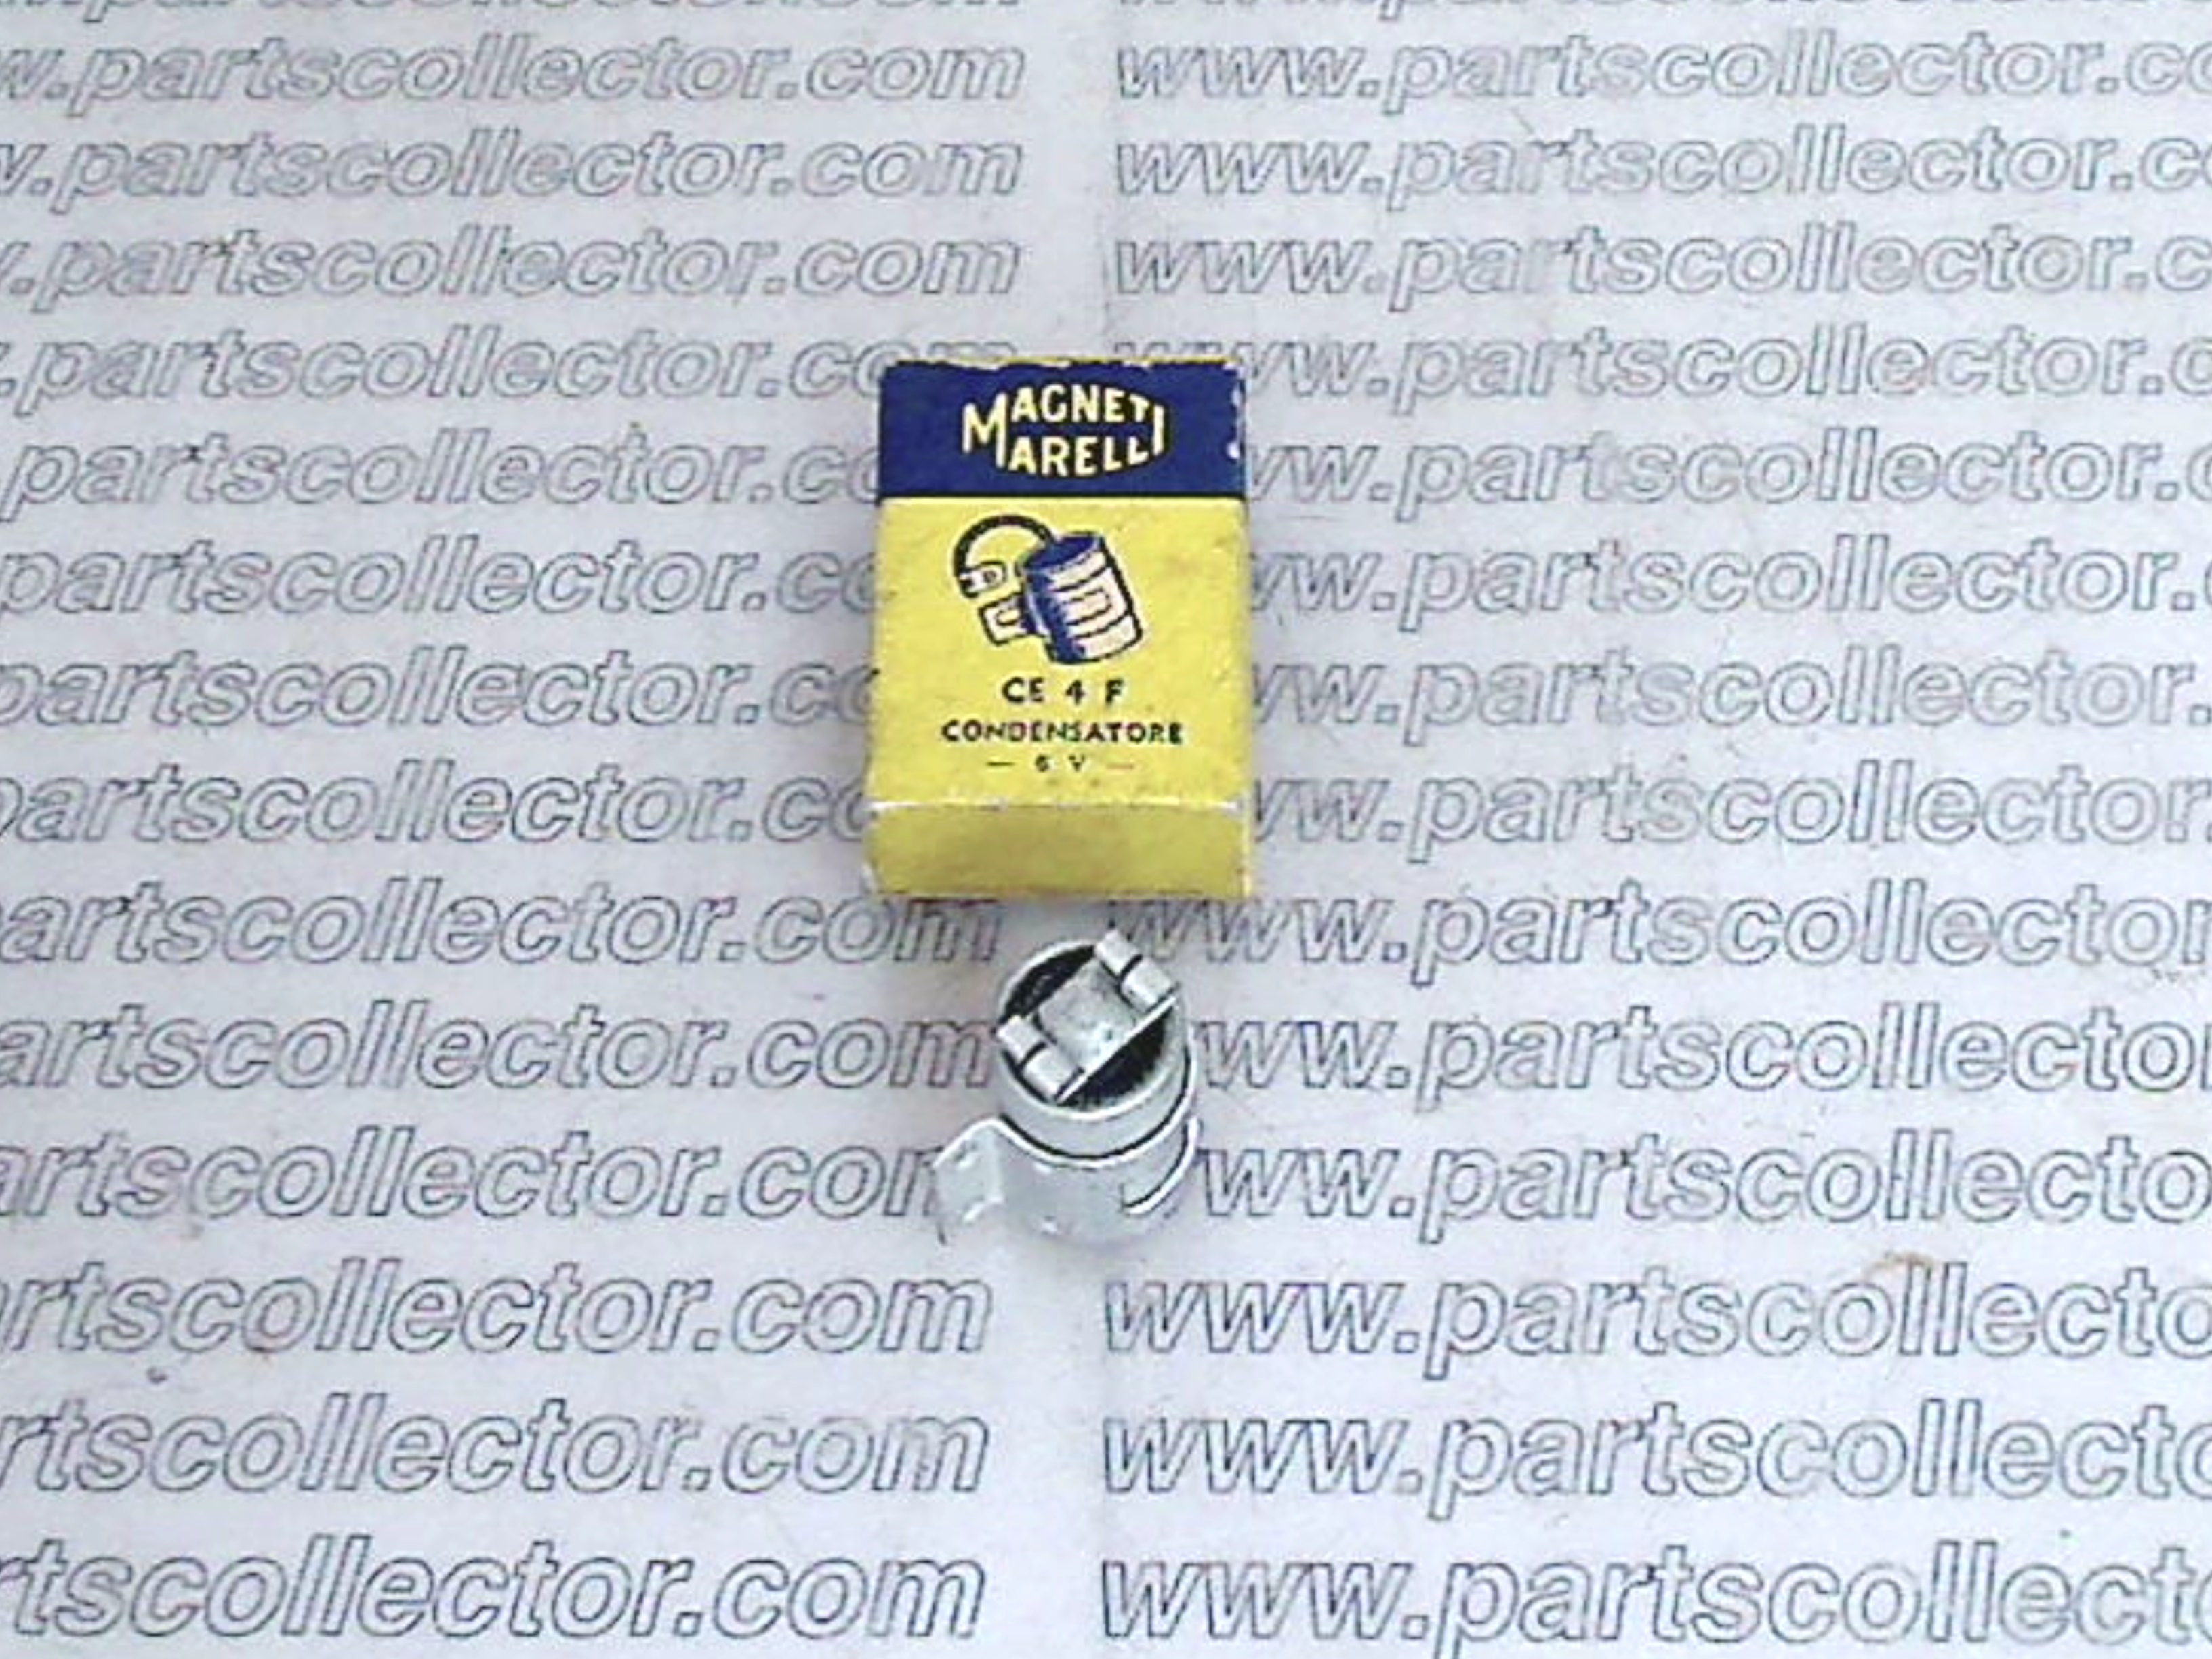 www.partscollector.com
MAGNETI
MARELLI
CE 4 F
CONDENSATORE
— 6 V —